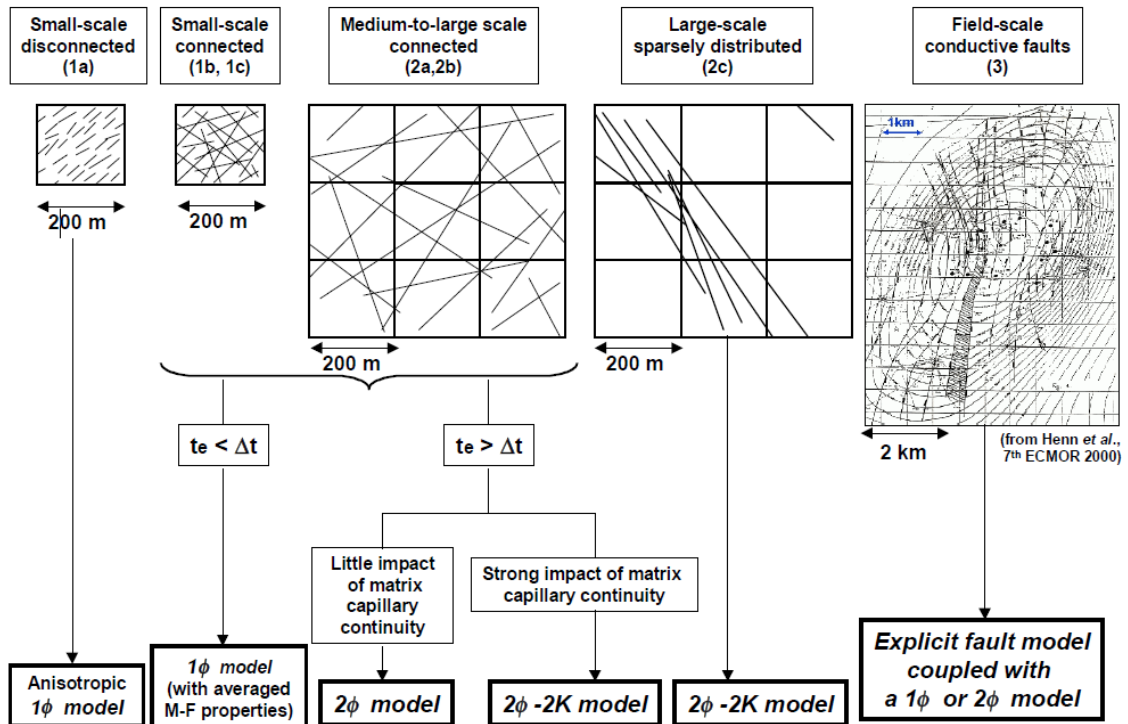 Small-scale
disconnected
(1a)
Small-scale
connected
(1b, 1c)
Medium-to-large scale
connected
(2a,2b)
Large-scale
sparsely distributed
(2c)
Field-scale
conductive faults
(3)
1km
200 m
200 m
200 m
200 m
2 km
(from Henn et al.,
7th ECMOR 2000)
te < Δt
te > Δt
Little impact
of matrix
capillary
continuity
Strong impact of matrix
capillary continuity
Anisotropic
1ϕ model
1ϕ model
(with averaged
M-F properties)
2ϕ model
2ϕ -2K model
2ϕ -2K model
Explicit fault model
coupled with
a 1ϕ or 2ϕ model